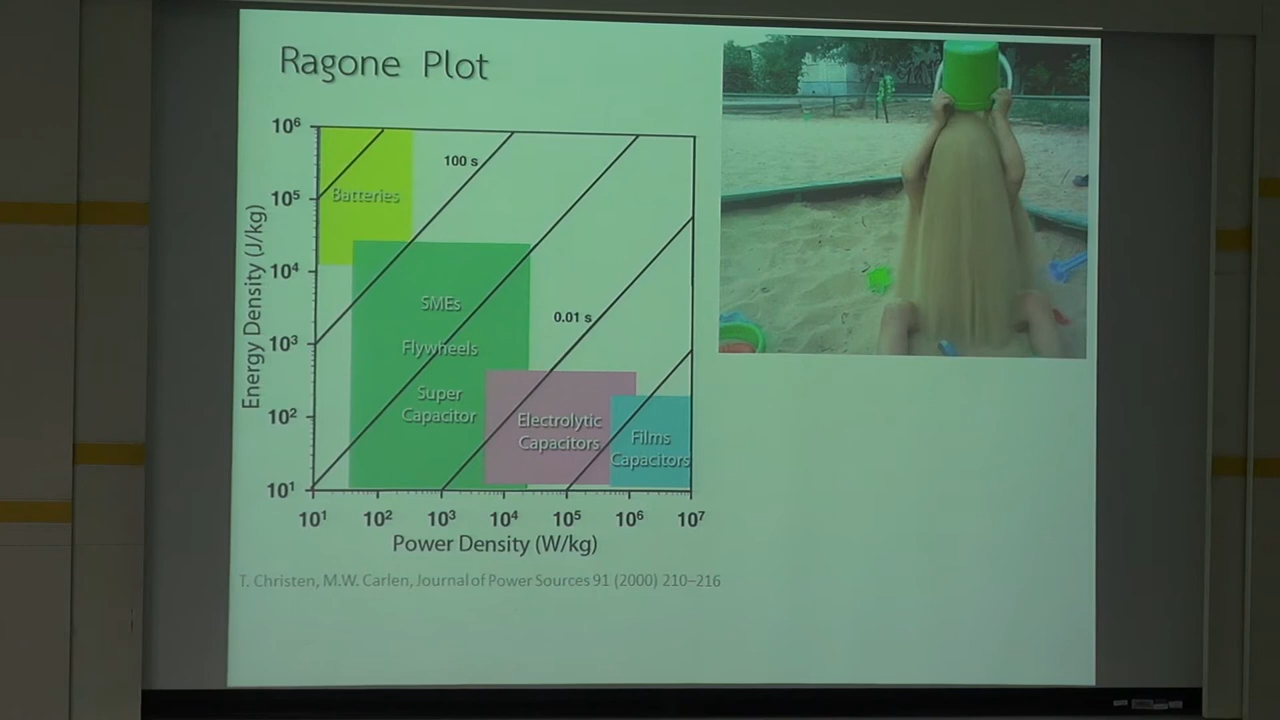 Ragone Plot
10⁶
10⁵
10⁴
10³
10²
10¹
Energy Density (J/kg)
Batteries
100 s
SMEs
Flywheels
Super
Capacitor
0.01 s
Electrolytic
Capacitors
Films
Capacitors
10¹ 10² 10³ 10⁴ 10⁵ 10⁶ 10⁷
Power Density (W/kg)
T. Christen, M.W. Carlen, Journal of Power Sources 91 (2000) 210–216